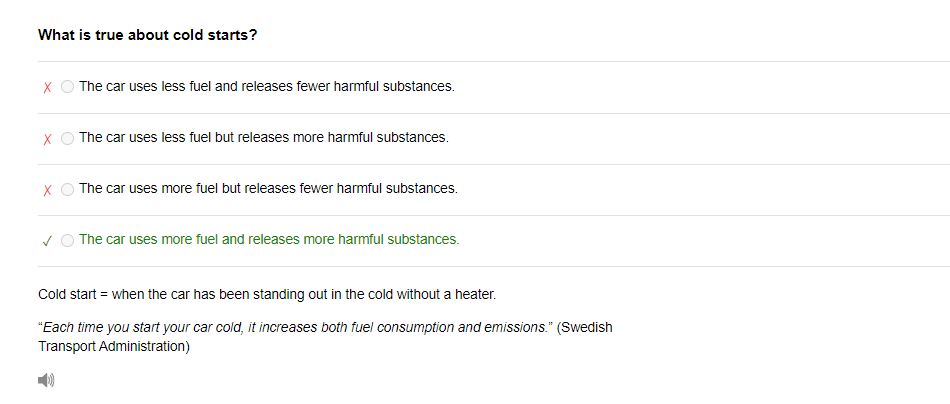 What is true about cold starts?
✗ The car uses less fuel and releases fewer harmful substances.
✗ The car uses less fuel but releases more harmful substances.
✗ The car uses more fuel but releases fewer harmful substances.
✓ The car uses more fuel and releases more harmful substances.
Cold start = when the car has been standing out in the cold without a heater.
“Each time you start your car cold, it increases both fuel consumption and emissions.” (Swedish
Transport Administration)